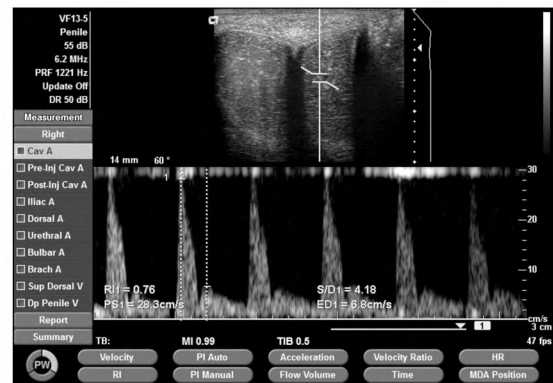 VF13-5
Penile
55 dB
6.2 MHz
PRF 1221 Hz
Update Off
DR 50 dB
Measurement
Right
Cav A
Pre-Inj Cav A
Post-Inj Cav A
Iliac A
Dorsal A
Urethral A
Bulbar A
Brach A
Sup Dorsal V
Dp Penile V
Report
Summary
14 mm 60°
1
30
20
10
cm/s
RI1 = 0.76 S/D1 = 4.18
PS1 = 28.3cm/s ED1 = 6.8cm/s
1 3 cm
TB: MI 0.99 TIB 0.5 47 fps
PW
Velocity PI Auto Acceleration Velocity Ratio HR
RI PI Manual Flow Volume Time MDA Position